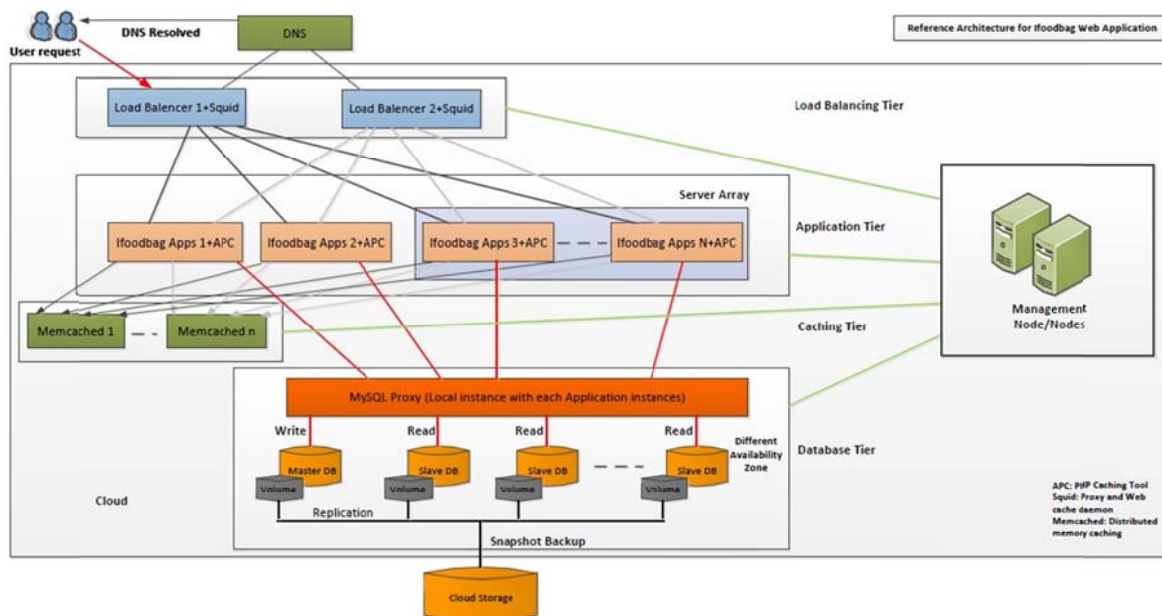 DNS Resolved
DNS
User request
Reference Architecture for Ifoodbag Web Application
Load Balencer 1+Squid
Load Balencer 2+Squid
Load Balancing Tier
Server Array
Ifoodbag Apps 1+APC
Ifoodbag Apps 2+APC
Ifoodbag Apps 3+APC
Ifoodbag Apps N+APC
Application Tier
Memcached 1
Memcached n
Caching Tier
Management
Node/Nodes
MySQL Proxy (Local instance with each Application instances)
Write
Read
Read
Read
Master DB
Slave DB
Slave DB
Slave DB
Different
Availability
Zone
Database Tier
Volume
Volume
Volume
Volume
Cloud
Replication
Snapshot Backup
APC: PHP Caching Tool
Squid: Proxy and Web
cache daemon
Memcached: Distributed
memory caching
Cloud Storage